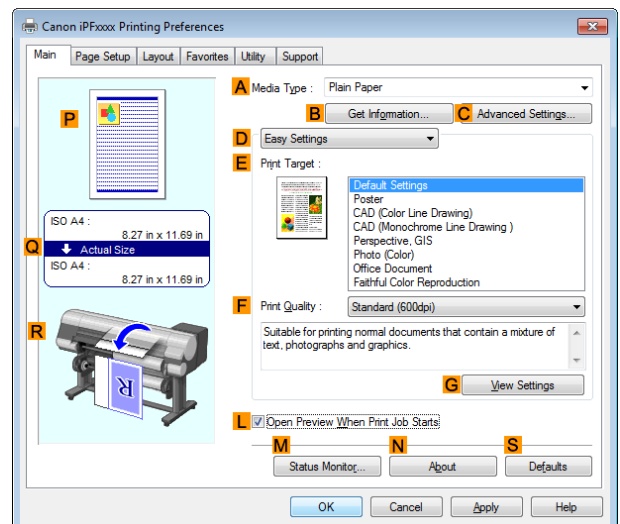 Canon iPFxxxx Printing Preferences
Main Page Setup Layout Favorites Utility Support
P
A Media Type : Plain Paper
B Get Information... C Advanced Settings...
D Easy Settings
E Print Target :
Default Settings
Poster
CAD (Color Line Drawing)
CAD (Monochrome Line Drawing )
Perspective, GIS
Photo (Color)
Office Document
Faithful Color Reproduction
ISO A4 :
8.27 in x 11.69 in
Q Actual Size
ISO A4 :
8.27 in x 11.69 in
F Print Quality : Standard (600dpi)
Suitable for printing normal documents that contain a mixture of
text, photographs and graphics.
G View Settings
R
R
L Open Preview When Print Job Starts
M N S
Status Monitor... About Defaults
OK Cancel Apply Help